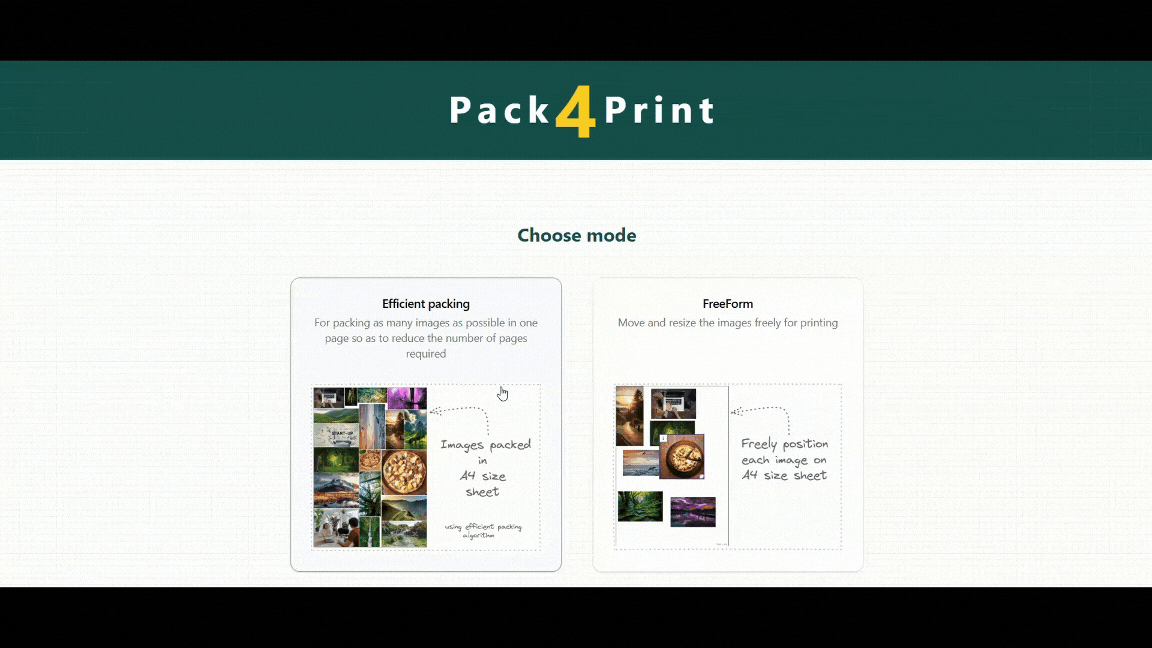 Pack4Print
Choose mode
Efficient packing
For packing as many images as possible in one
page so as to reduce the number of pages
required
START-UP
Images packed
in
A4 size
sheet
using efficient packing
algorithm
FreeForm
Move and resize the images freely for printing
Freely position
each image on
A4 size sheet